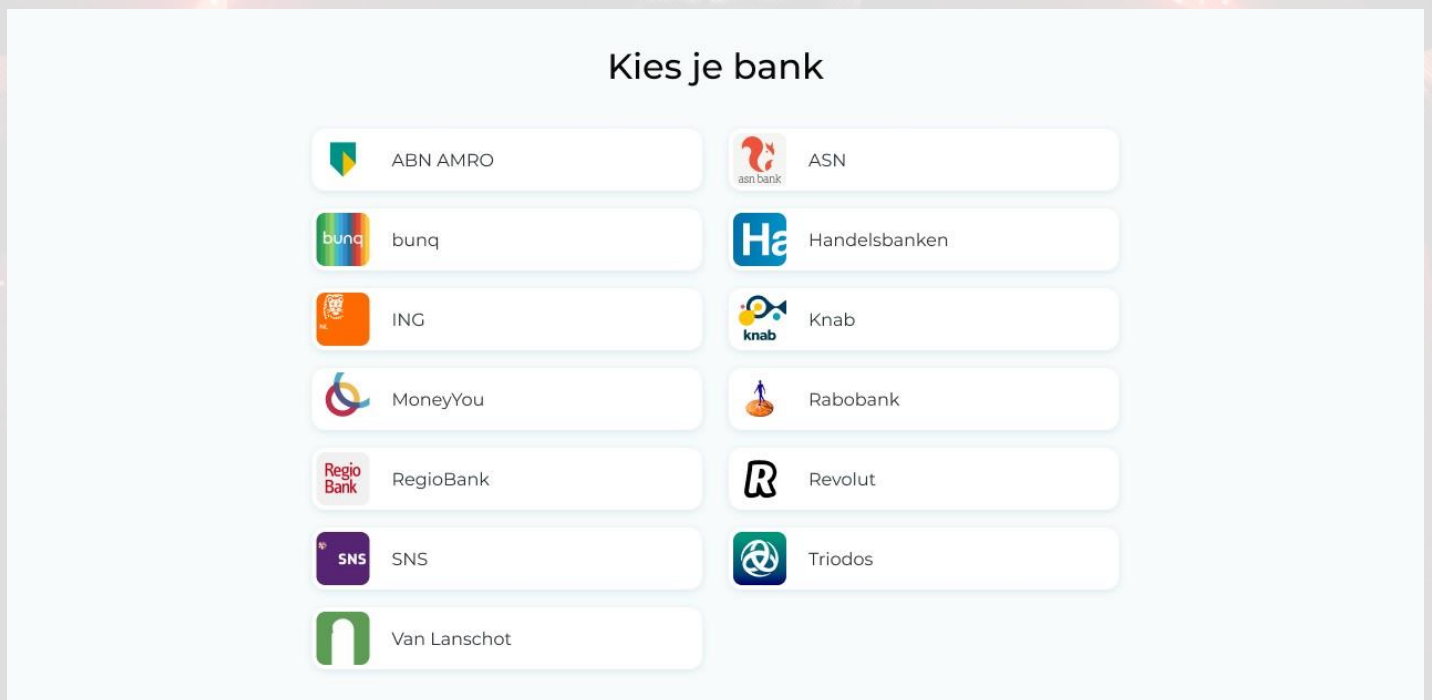 Kies je bank
ABN AMRO
asn bank
ASN
bunq
bunq
Ha
Handelsbanken
NL
ING
knab
Knab
MoneyYou
Rabobank
Regio
Bank
RegioBank
R
Revolut
SNS
SNS
Triodos
Van Lanschot